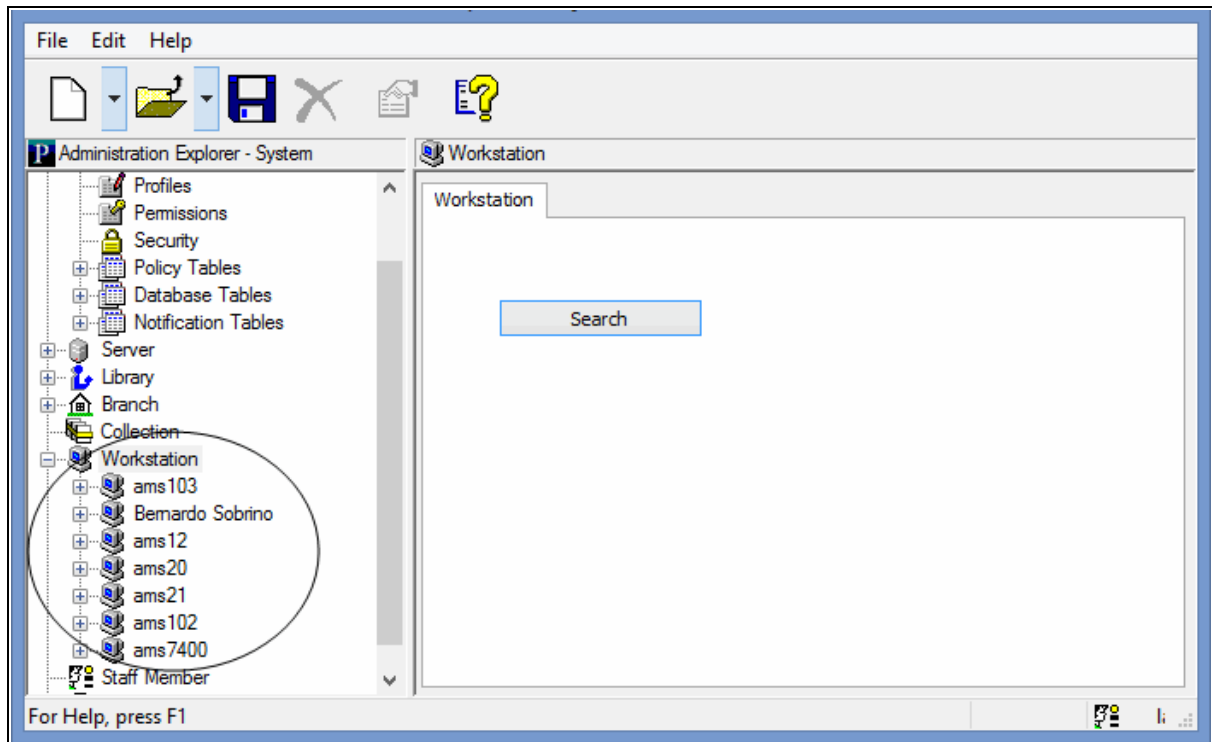 File Edit Help
Administration Explorer - System
Workstation
Profiles
Permissions
Security
Policy Tables
Database Tables
Notification Tables
Server
Library
Branch
Collection
Workstation
ams103
Bernardo Sobrino
ams12
ams20
ams21
ams102
ams7400
Staff Member
Workstation
Search
For Help, press F1